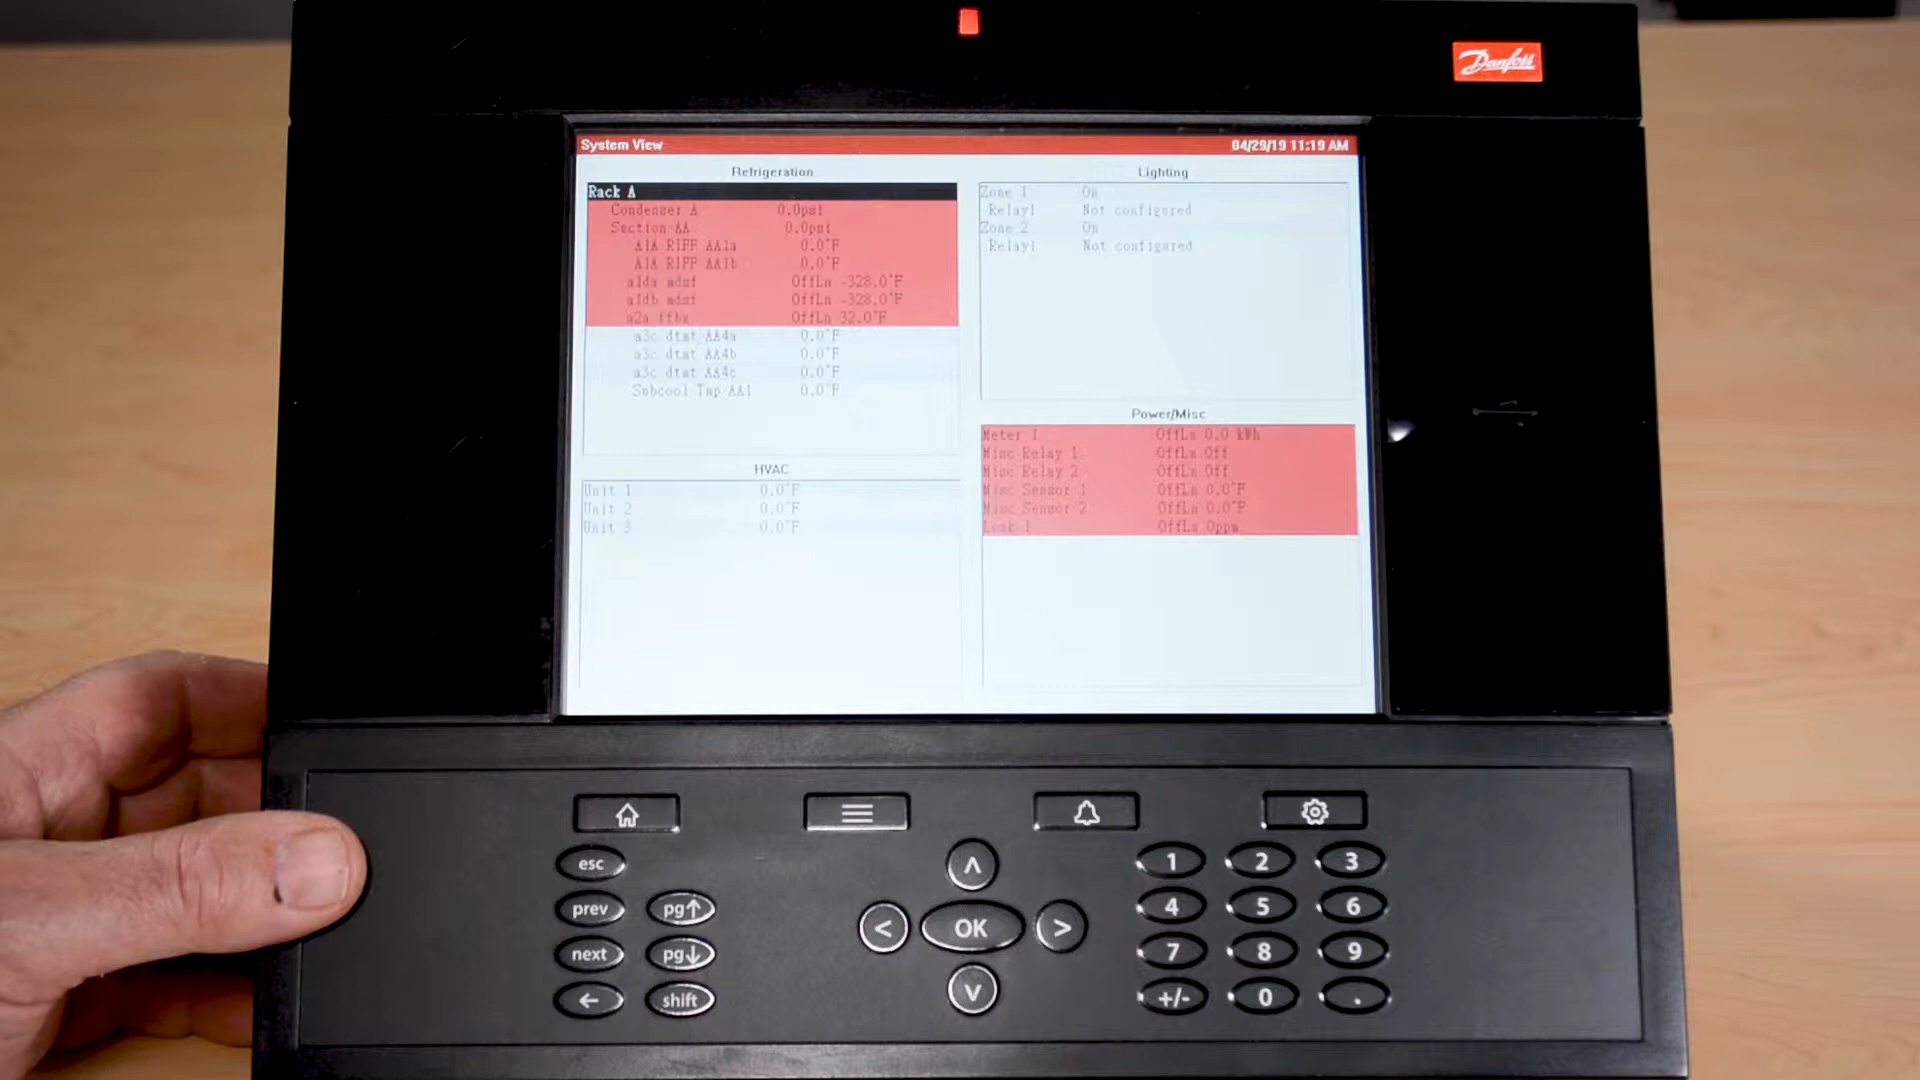 Danfoss
System View 04/29/19 11:19 AM
Refrigeration
Rack A
Condenser A 0.0psi
Suction AA 0.0psi
A1A RIFF AA1a 0.0°F
A1A RIFF AA1b 0.0°F
a1da mdsf OffLn -328.0°F
a1db mdsf OffLn -328.0°F
a2a ffbx OffLn 32.0°F
a3c dtmt AA4a 0.0°F
a3c dtmt AA4b 0.0°F
a3c dtmt AA4c 0.0°F
Subcool Tmp AA1 0.0°F
Lighting
Zone 1 On
Relay1 Not configured
Zone 2 On
Relay1 Not configured
HVAC
Unit 1 0.0°F
Unit 2 0.0°F
Unit 3 0.0°F
Power/Misc
Meter 1 OffLn 0.0 kWh
Misc Relay 1 OffLn Off
Misc Relay 2 OffLn Off
Misc Sensor 1 OffLn 0.0°F
Misc Sensor 2 OffLn 0.0°F
Leak 1 OffLn 0ppm
esc
prev pg↑
next pg↓
← shift
∧
< OK >
∨
1 2 3
4 5 6
7 8 9
+/- 0 .